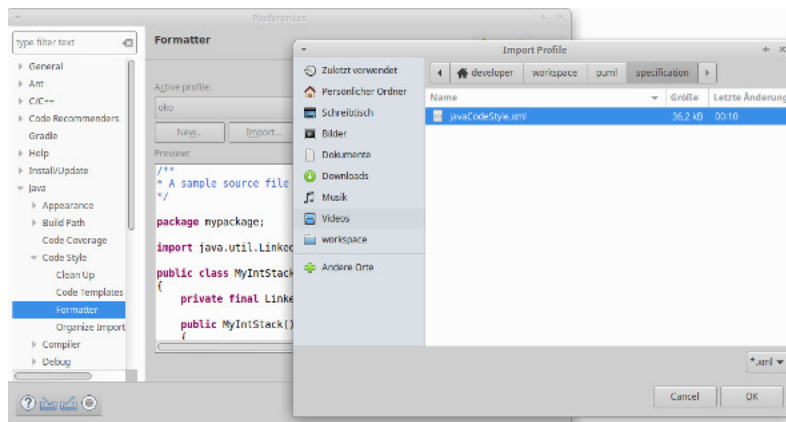 Preferences
type filter text
General
Ant
C/C++
Code Recommenders
Gradle
Help
Install/Update
Java
Appearance
Build Path
Code Coverage
Code Style
Clean Up
Code Templates
Formatter
Organize Import
Compiler
Debug
Formatter
Active profile:
oko
New...
Import...
Preview:
/**
* A sample source file
*/
package mypackage;
import java.util.Linked
public class MyIntStack
{
private final Linke
public MyIntStack()
{
Import Profile
Zuletzt verwendet
Persönlicher Ordner
Schreibtisch
Bilder
Dokumente
Downloads
Musik
Videos
workspace
Andere Orte
developer workspace puml specification
Name Größe Letzte Änderung
javaCodeStyle.xml 36,2 kB 00:10
*.xml
Cancel OK